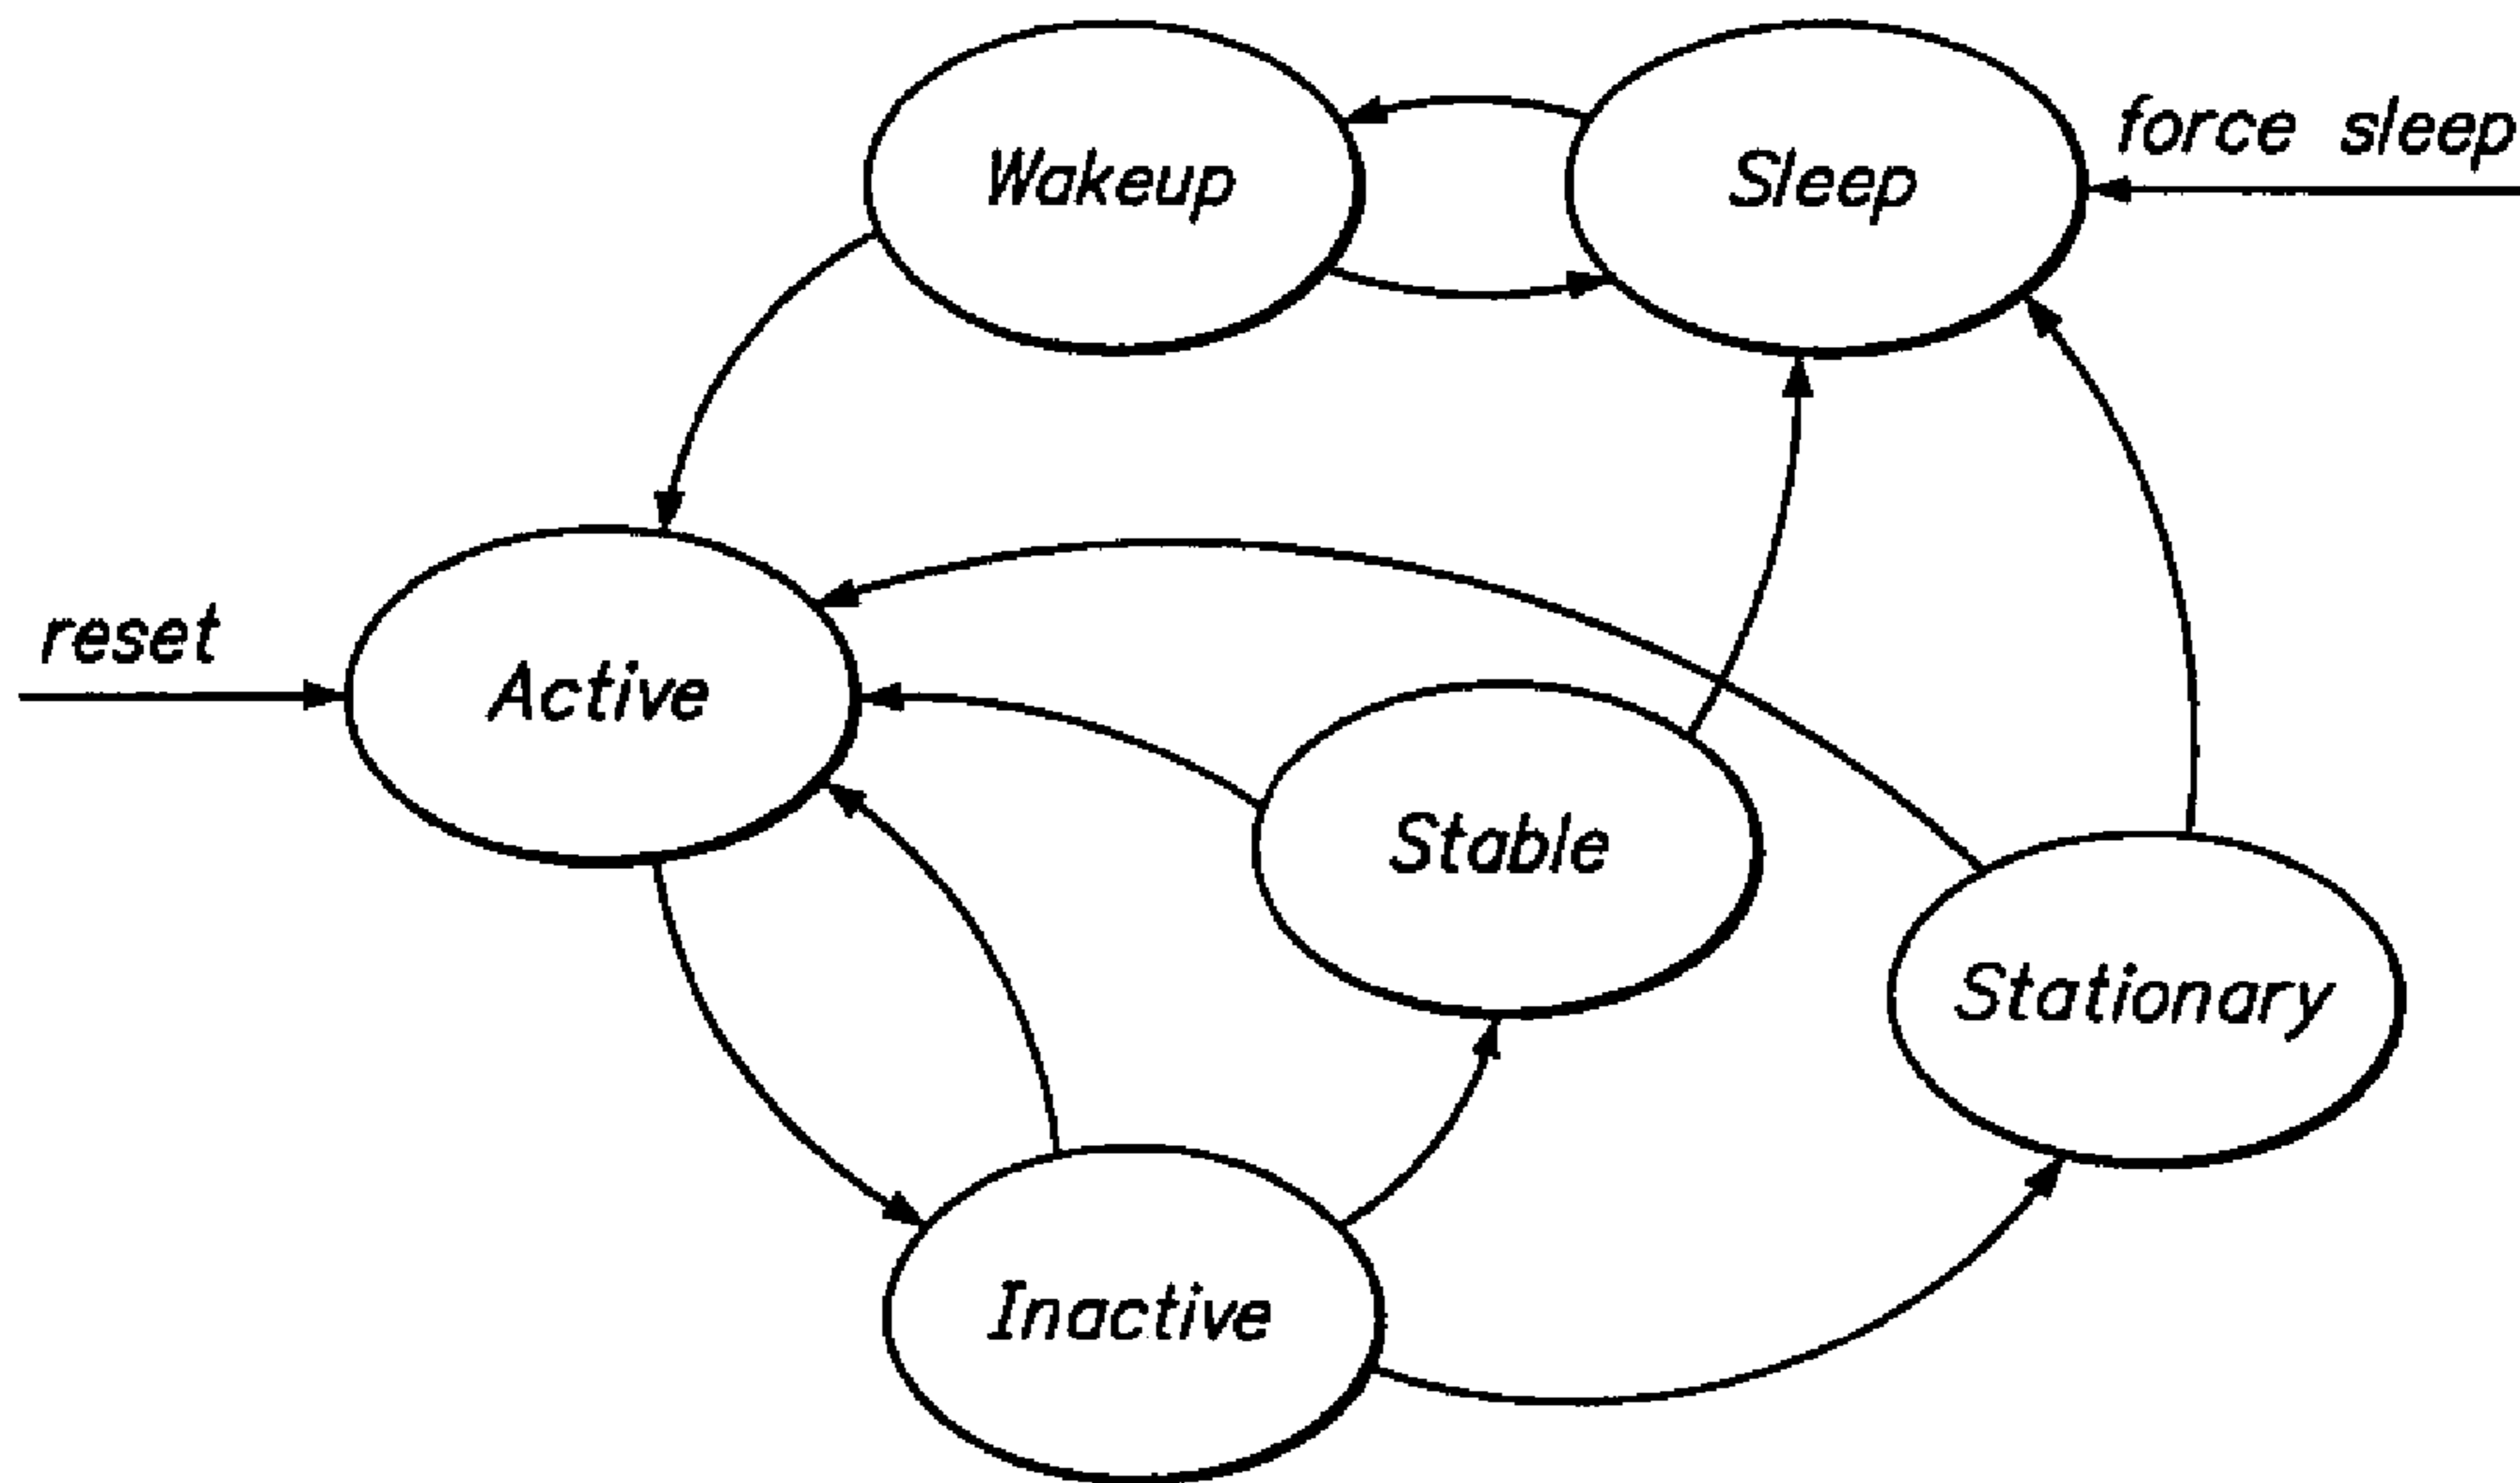 Wakeup
Sleep
force sleep
reset
Active
Stable
Stationary
Inactive